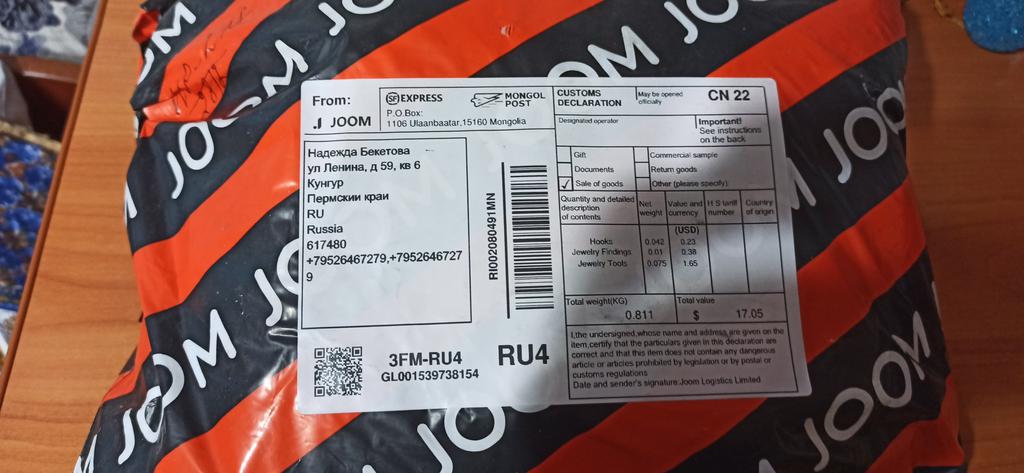 JOOM JOOM JOOM
From:
JOOM
SF EXPRESS
MONGOL
POST
P.O.Box:
1106 Ulaanbaatar.15160 Mongolia
CUSTOMS
DECLARATION
May be opened
officially
CN 22
Designated operator
Important!
See instructions
on the back
Надежда Бекетова
ул Ленина, д 59, кв 6
Кунгур
Пермский краи
RU
Russia
617480
+79526467279,+7952646727
9
RI002080491MN
Gift
Commercial sample
Documents
Return goods
✓ Sale of goods
Other (please specify):
Quantity and detailed
description
of contents
Net
weight
Value and
currency
H S tariff
number
Country
of origin
(USD)
Hooks 0.042 0.23
Jewelry Findings 0.01 0.38
Jewelry Tools 0.075 1.65
Total weight(KG)
0.811
Total value
$ 17.05
I,the undersigned,whose name and address are given on the
item,certify that the particulars given in this declaration are
correct and that this item does not contain any dangerous
article or articles prohibited by legislation or by postal or
customs regulations
Date and sender's signature:Joom Logistics Limited
3FM-RU4
GL001539738154
RU4
JOOM
JOOM
JOOM
JOOM
JOOM